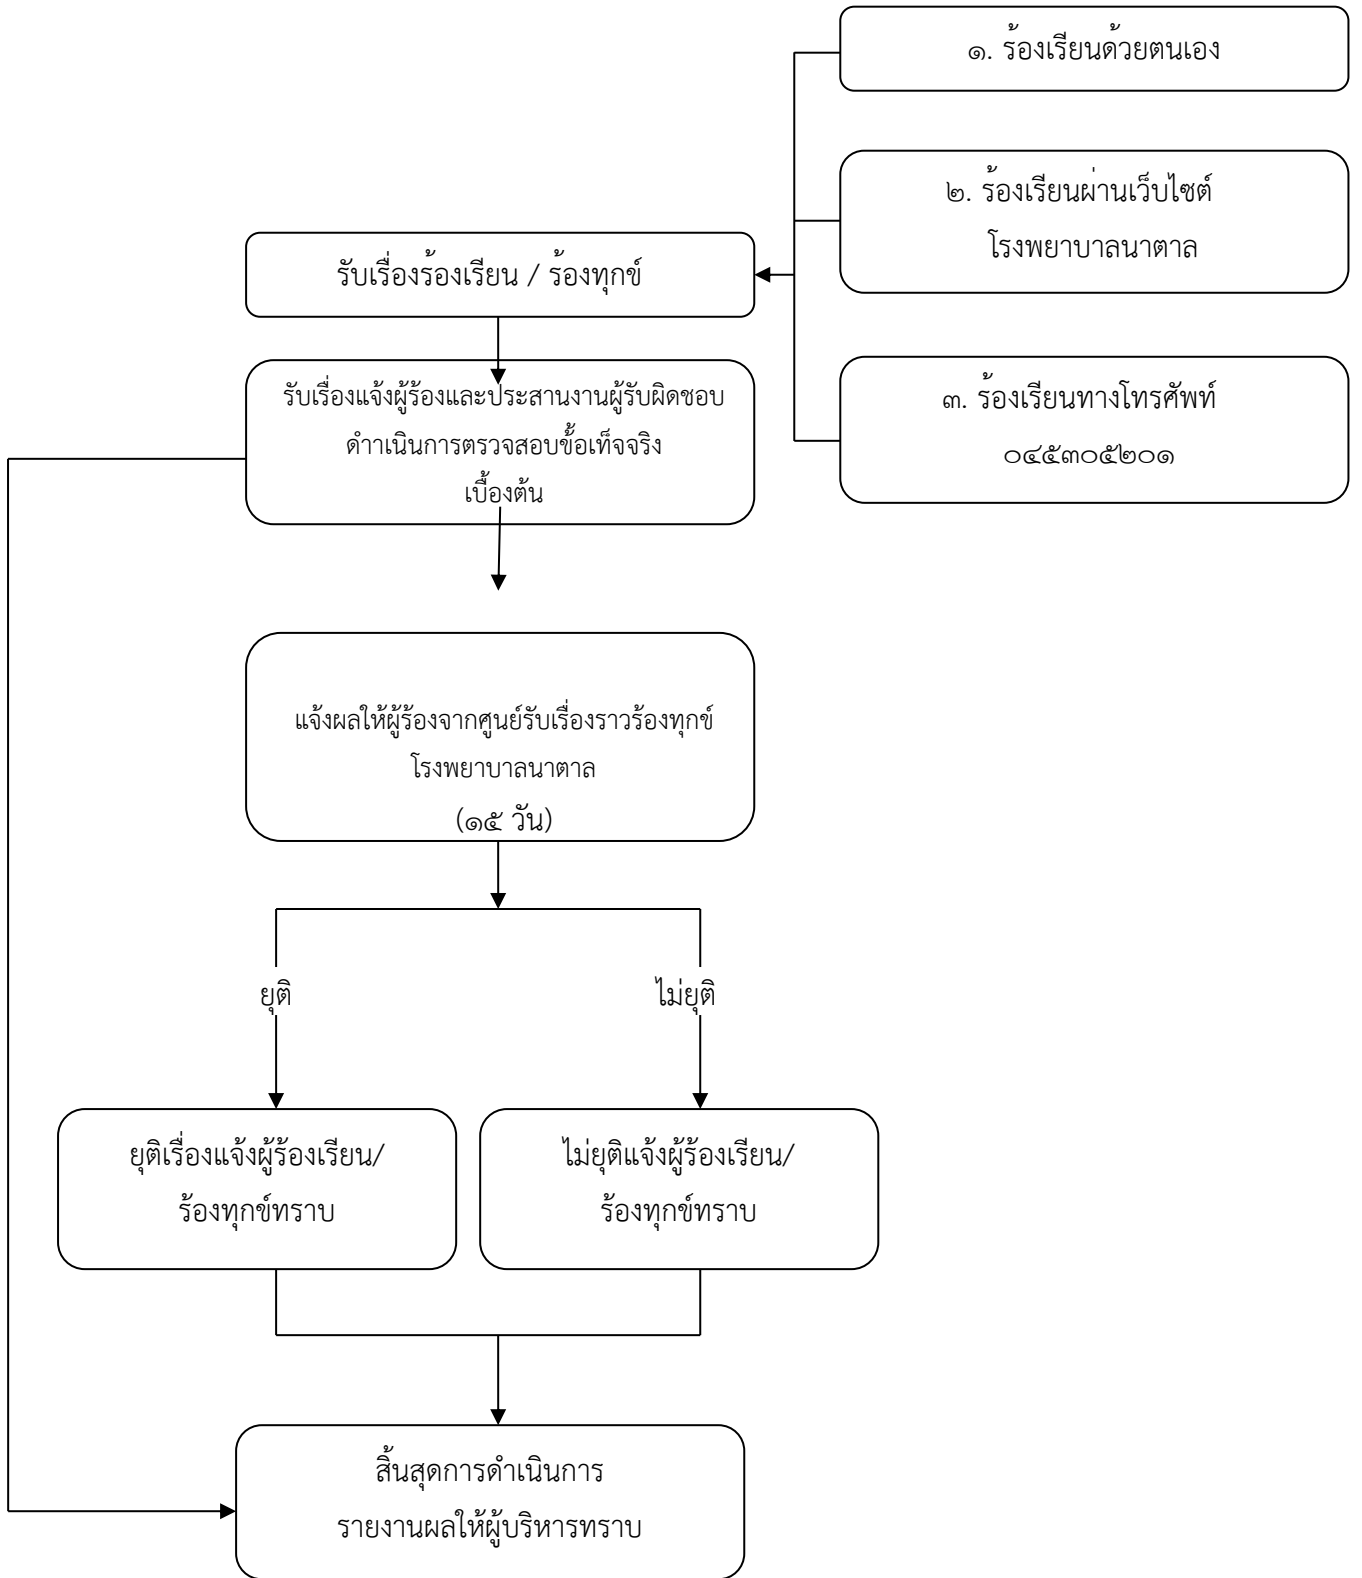 ๑. ร้องเรียนด้วยตนเอง
๒. ร้องเรียนผ่านเว็บไซต์
โรงพยาบาลนาตาล
๓. ร้องเรียนทางโทรศัพท์
๐๔๕๓๐๕๒๐๑
รับเรื่องร้องเรียน / ร้องทุกข์
รับเรื่องแจ้งผู้ร้องและประสานงานผู้รับผิดชอบ
ดำาเนินการตรวจสอบข้อเท็จจริง
เบื้องต้น
แจ้งผลให้ผู้ร้องจากศูนย์รับเรื่องราวร้องทุกข์
โรงพยาบาลนาตาล
(๑๕ วัน)
ยุติ
ไม่ยุติ
ยุติเรื่องแจ้งผู้ร้องเรียน/
ร้องทุกข์ทราบ
ไม่ยุติแจ้งผู้ร้องเรียน/
ร้องทุกข์ทราบ
สิ้นสุดการดำเนินการ
รายงานผลให้ผู้บริหารทราบ